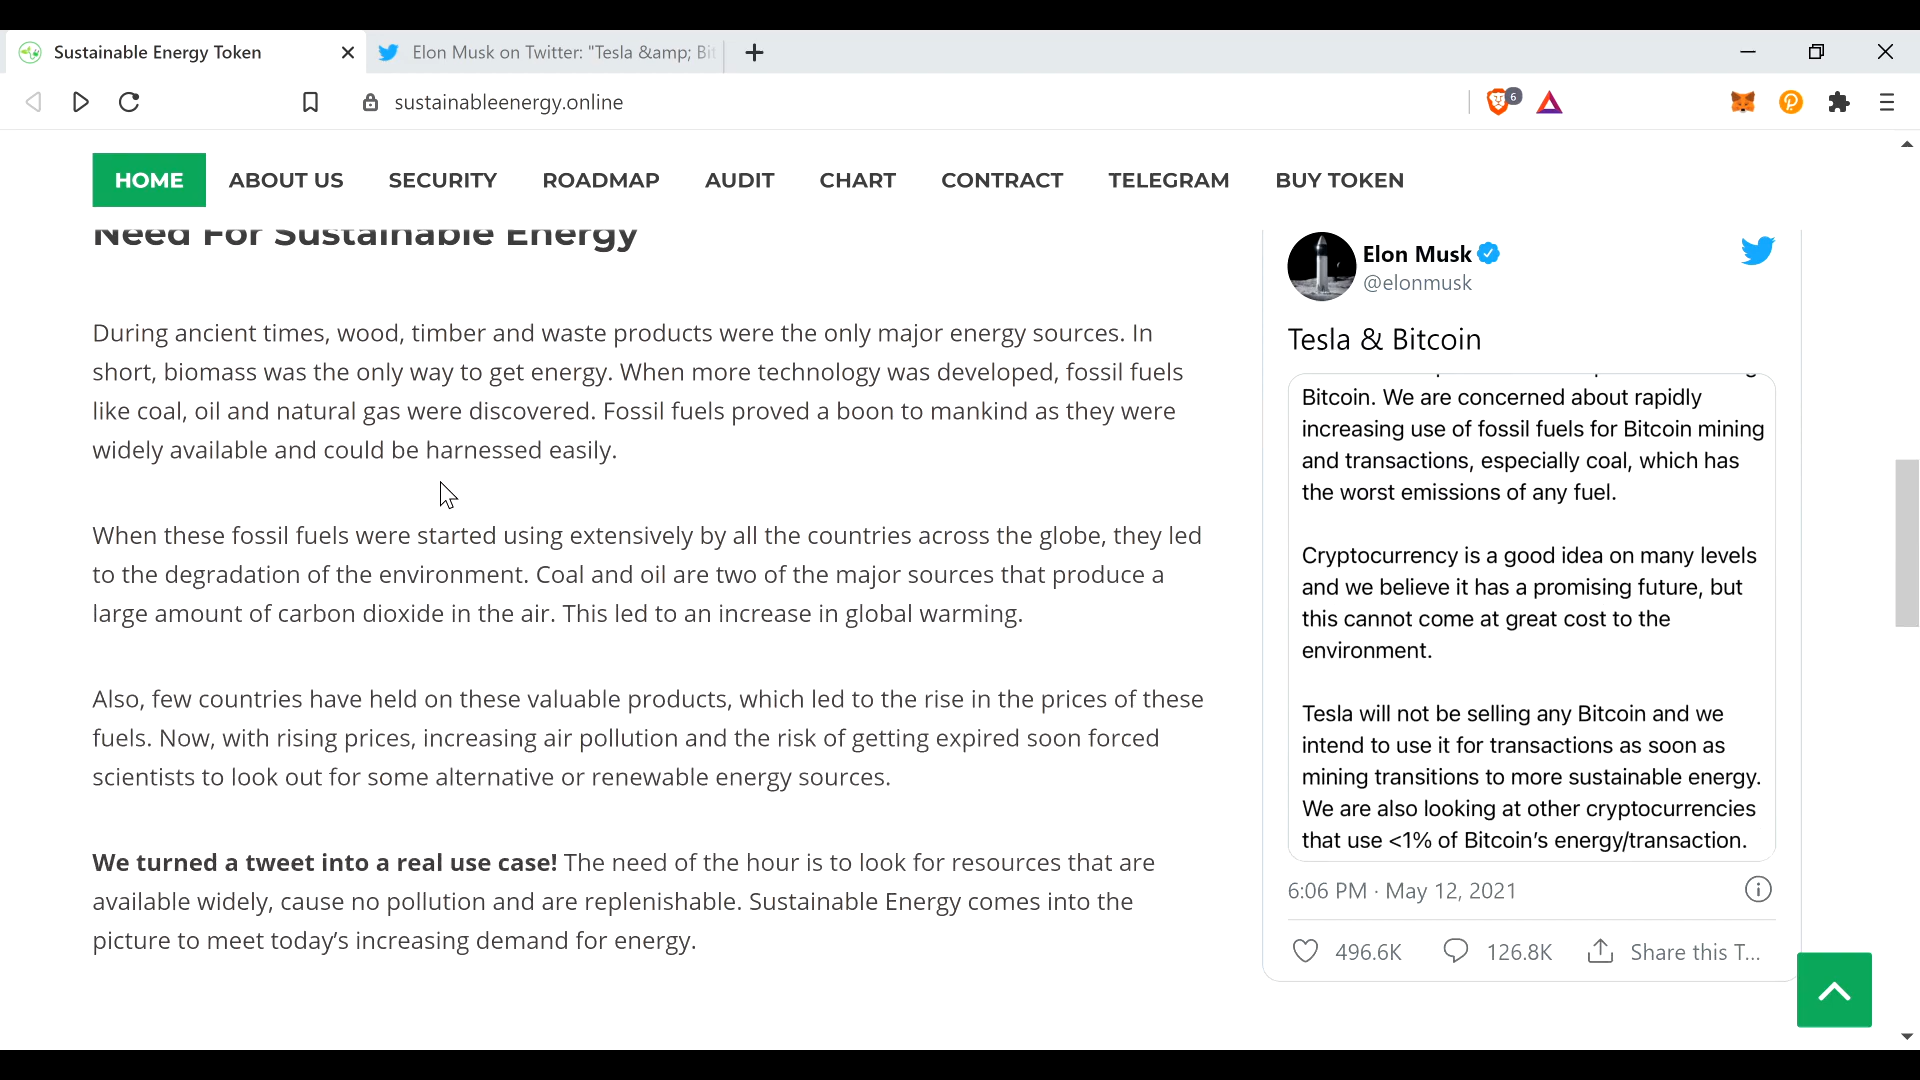 Sustainable Energy Token
Elon Musk on Twitter: "Tesla &amp; Bit
sustainableenergy.online
6
HOME ABOUT US SECURITY ROADMAP AUDIT CHART CONTRACT TELEGRAM BUY TOKEN
Need For Sustainable Energy
During ancient times, wood, timber and waste products were the only major energy sources. In
short, biomass was the only way to get energy. When more technology was developed, fossil fuels
like coal, oil and natural gas were discovered. Fossil fuels proved a boon to mankind as they were
widely available and could be harnessed easily.
When these fossil fuels were started using extensively by all the countries across the globe, they led
to the degradation of the environment. Coal and oil are two of the major sources that produce a
large amount of carbon dioxide in the air. This led to an increase in global warming.
Also, few countries have held on these valuable products, which led to the rise in the prices of these
fuels. Now, with rising prices, increasing air pollution and the risk of getting expired soon forced
scientists to look out for some alternative or renewable energy sources.
We turned a tweet into a real use case! The need of the hour is to look for resources that are
available widely, cause no pollution and are replenishable. Sustainable Energy comes into the
picture to meet today’s increasing demand for energy.
Elon Musk
@elonmusk
Tesla & Bitcoin
Bitcoin. We are concerned about rapidly
increasing use of fossil fuels for Bitcoin mining
and transactions, especially coal, which has
the worst emissions of any fuel.
Cryptocurrency is a good idea on many levels
and we believe it has a promising future, but
this cannot come at great cost to the
environment.
Tesla will not be selling any Bitcoin and we
intend to use it for transactions as soon as
mining transitions to more sustainable energy.
We are also looking at other cryptocurrencies
that use <1% of Bitcoin’s energy/transaction.
6:06 PM · May 12, 2021
496.6K 126.8K Share this T...